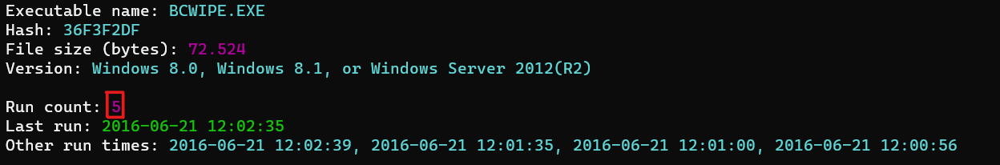 Executable name: BCWIPE.EXE
Hash: 36F3F2DF
File size (bytes): 72.524
Version: Windows 8.0, Windows 8.1, or Windows Server 2012(R2)
Run count: 5
Last run: 2016-06-21 12:02:35
Other run times: 2016-06-21 12:02:39, 2016-06-21 12:01:35, 2016-06-21 12:01:00, 2016-06-21 12:00:56